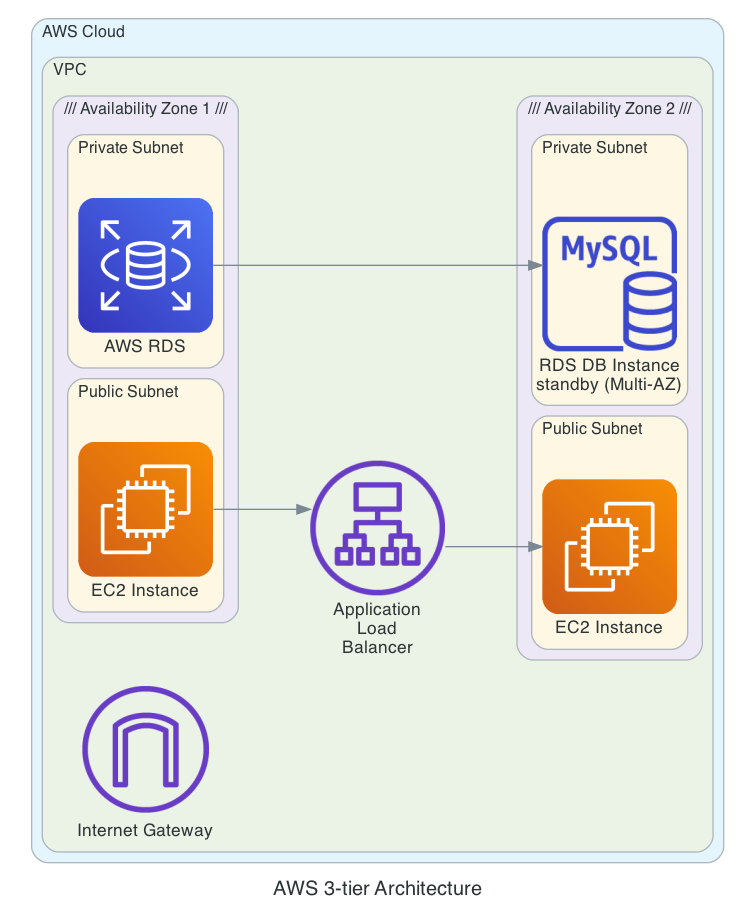 AWS Cloud
VPC
/// Availability Zone 1 ///
Private Subnet
AWS RDS
Public Subnet
EC2 Instance
Application
Load
Balancer
/// Availability Zone 2 ///
Private Subnet
MySQL
RDS DB Instance
standby (Multi-AZ)
Public Subnet
EC2 Instance
Internet Gateway
AWS 3-tier Architecture